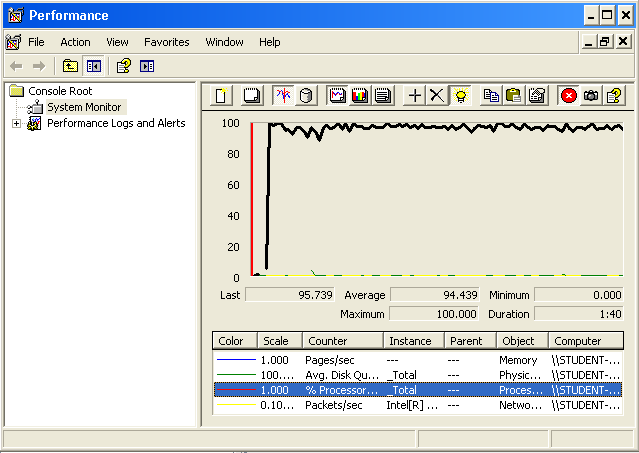 Performance
File Action View Favorites Window Help
Console Root
System Monitor
Performance Logs and Alerts
100
80
60
40
20
0
Last 95.739 Average 94.439 Minimum 0.000
Maximum 100.000 Duration 1:40
Color Scale Counter Instance Parent Object Computer
1.000 Pages/sec --- --- Memory \\STUDENT-...
100.... Avg. Disk Qu... _Total --- Physic... \\STUDENT-...
1.000 % Processor... _Total --- Proces... \\STUDENT-...
0.10... Packets/sec Intel[R] ... --- Netwo... \\STUDENT-...